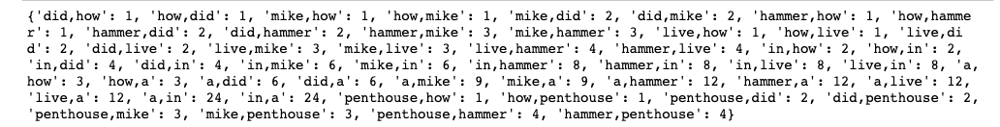 {'did,how': 1, 'how,did': 1, 'mike,how': 1, 'how,mike': 1, 'mike,did': 2, 'did,mike': 2, 'hammer,how': 1, 'how,hamme
r': 1, 'hammer,did': 2, 'did,hammer': 2, 'hammer,mike': 3, 'mike,hammer': 3, 'live,how': 1, 'how,live': 1, 'live,di
d': 2, 'did,live': 2, 'live,mike': 3, 'mike,live': 3, 'live,hammer': 4, 'hammer,live': 4, 'in,how': 2, 'how,in': 2,
'in,did': 4, 'did,in': 4, 'in,mike': 6, 'mike,in': 6, 'in,hammer': 8, 'hammer,in': 8, 'in,live': 8, 'live,in': 8, 'a,
how': 3, 'how,a': 3, 'a,did': 6, 'did,a': 6, 'a,mike': 9, 'mike,a': 9, 'a,hammer': 12, 'hammer,a': 12, 'a,live': 12,
'live,a': 12, 'a,in': 24, 'in,a': 24, 'penthouse,how': 1, 'how,penthouse': 1, 'penthouse,did': 2, 'did,penthouse': 2,
'penthouse,mike': 3, 'mike,penthouse': 3, 'penthouse,hammer': 4, 'hammer,penthouse': 4}